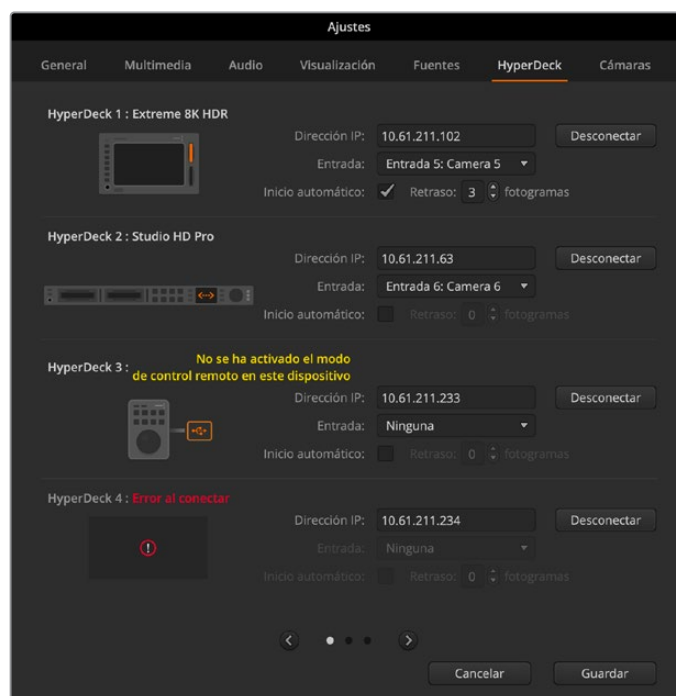 Ajustes
General Multimedia Audio Visualización Fuentes HyperDeck Cámaras
HyperDeck 1 : Extreme 8K HDR
Dirección IP: 10.61.211.102 Desconectar
Entrada: Entrada 5: Camera 5
Inicio automático: Retraso: 3 fotogramas
HyperDeck 2 : Studio HD Pro
Dirección IP: 10.61.211.63 Desconectar
Entrada: Entrada 6: Camera 6
Inicio automático: Retraso: 0 fotogramas
HyperDeck 3 : No se ha activado el modo
de control remoto en este dispositivo
Dirección IP: 10.61.211.233 Desconectar
Entrada: Ninguna
Inicio automático: Retraso: 0 fotogramas
HyperDeck 4 : Error al conectar
Dirección IP: 10.61.211.234 Desconectar
Entrada: Ninguna
Inicio automático: Retraso: 0 fotogramas
Cancelar Guardar